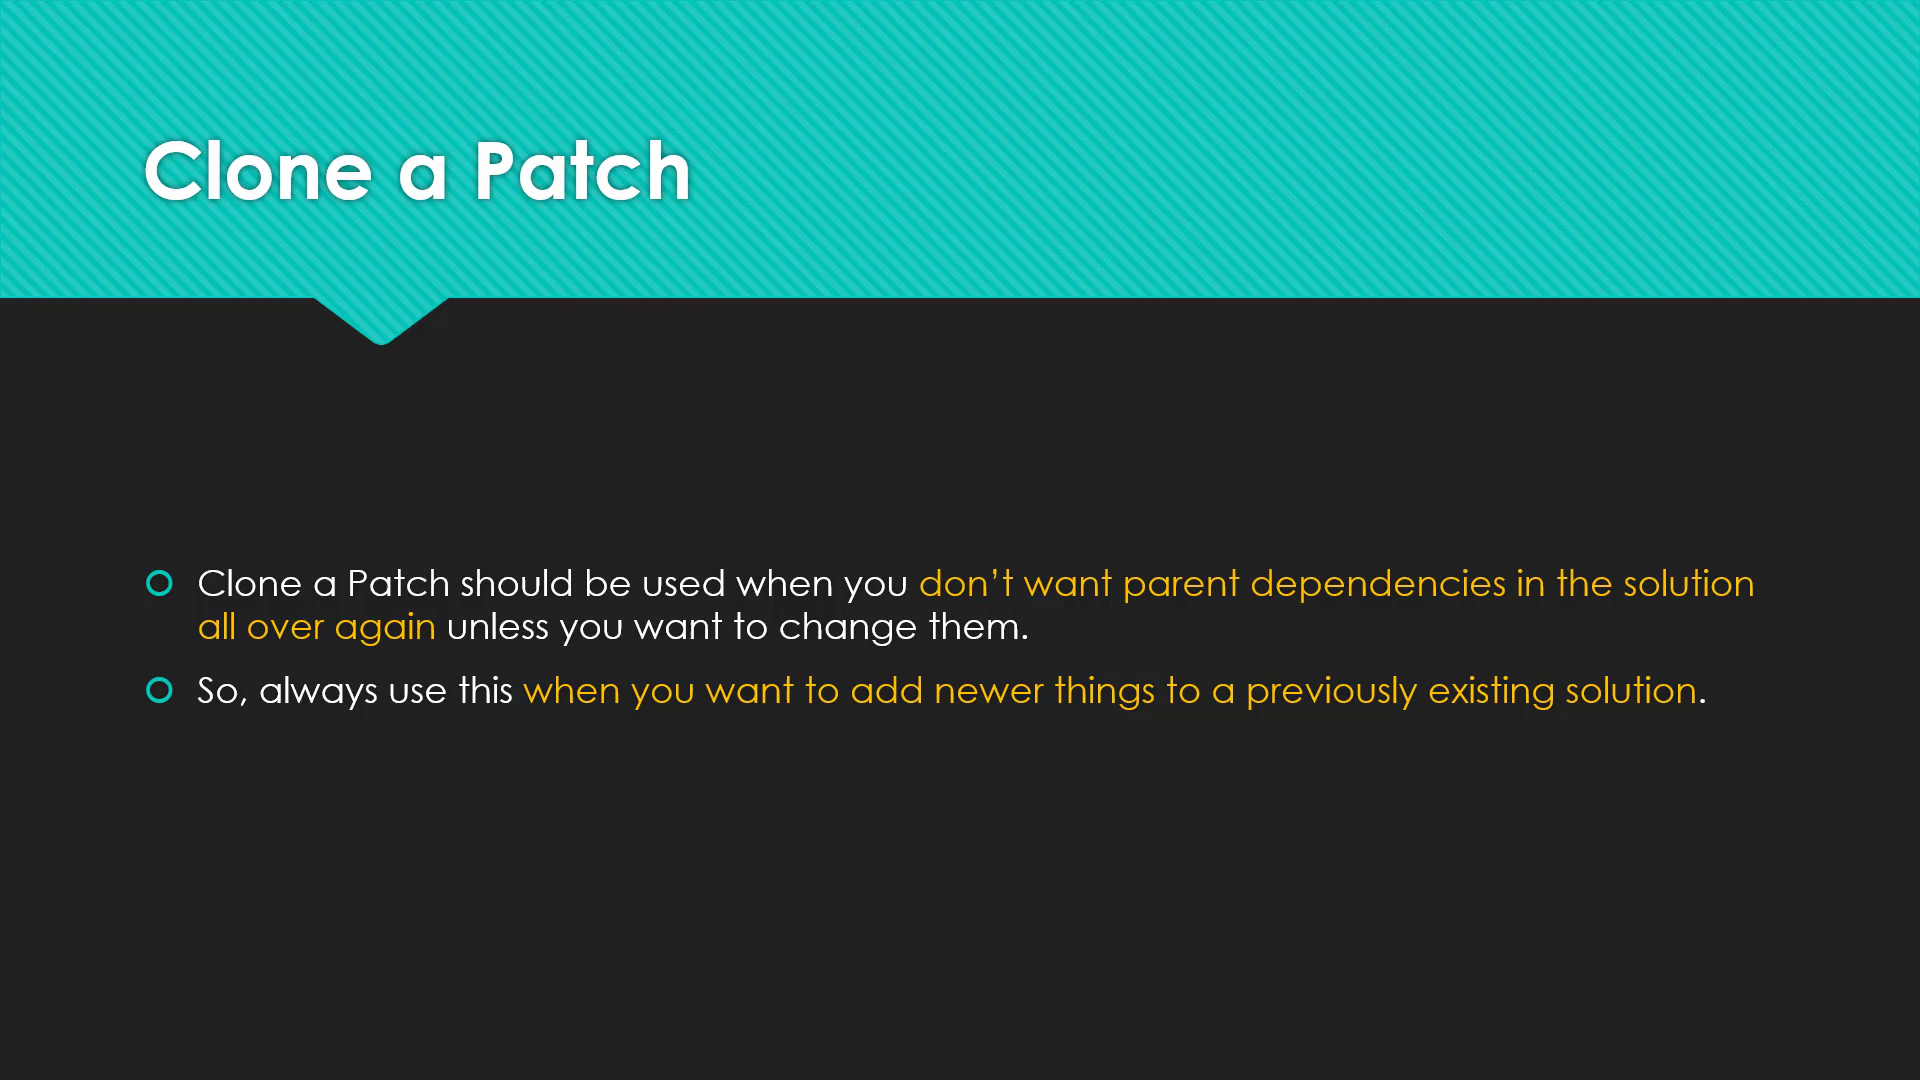 Clone a Patch
Clone a Patch should be used when you don’t want parent dependencies in the solution
all over again unless you want to change them.
So, always use this when you want to add newer things to a previously existing solution.